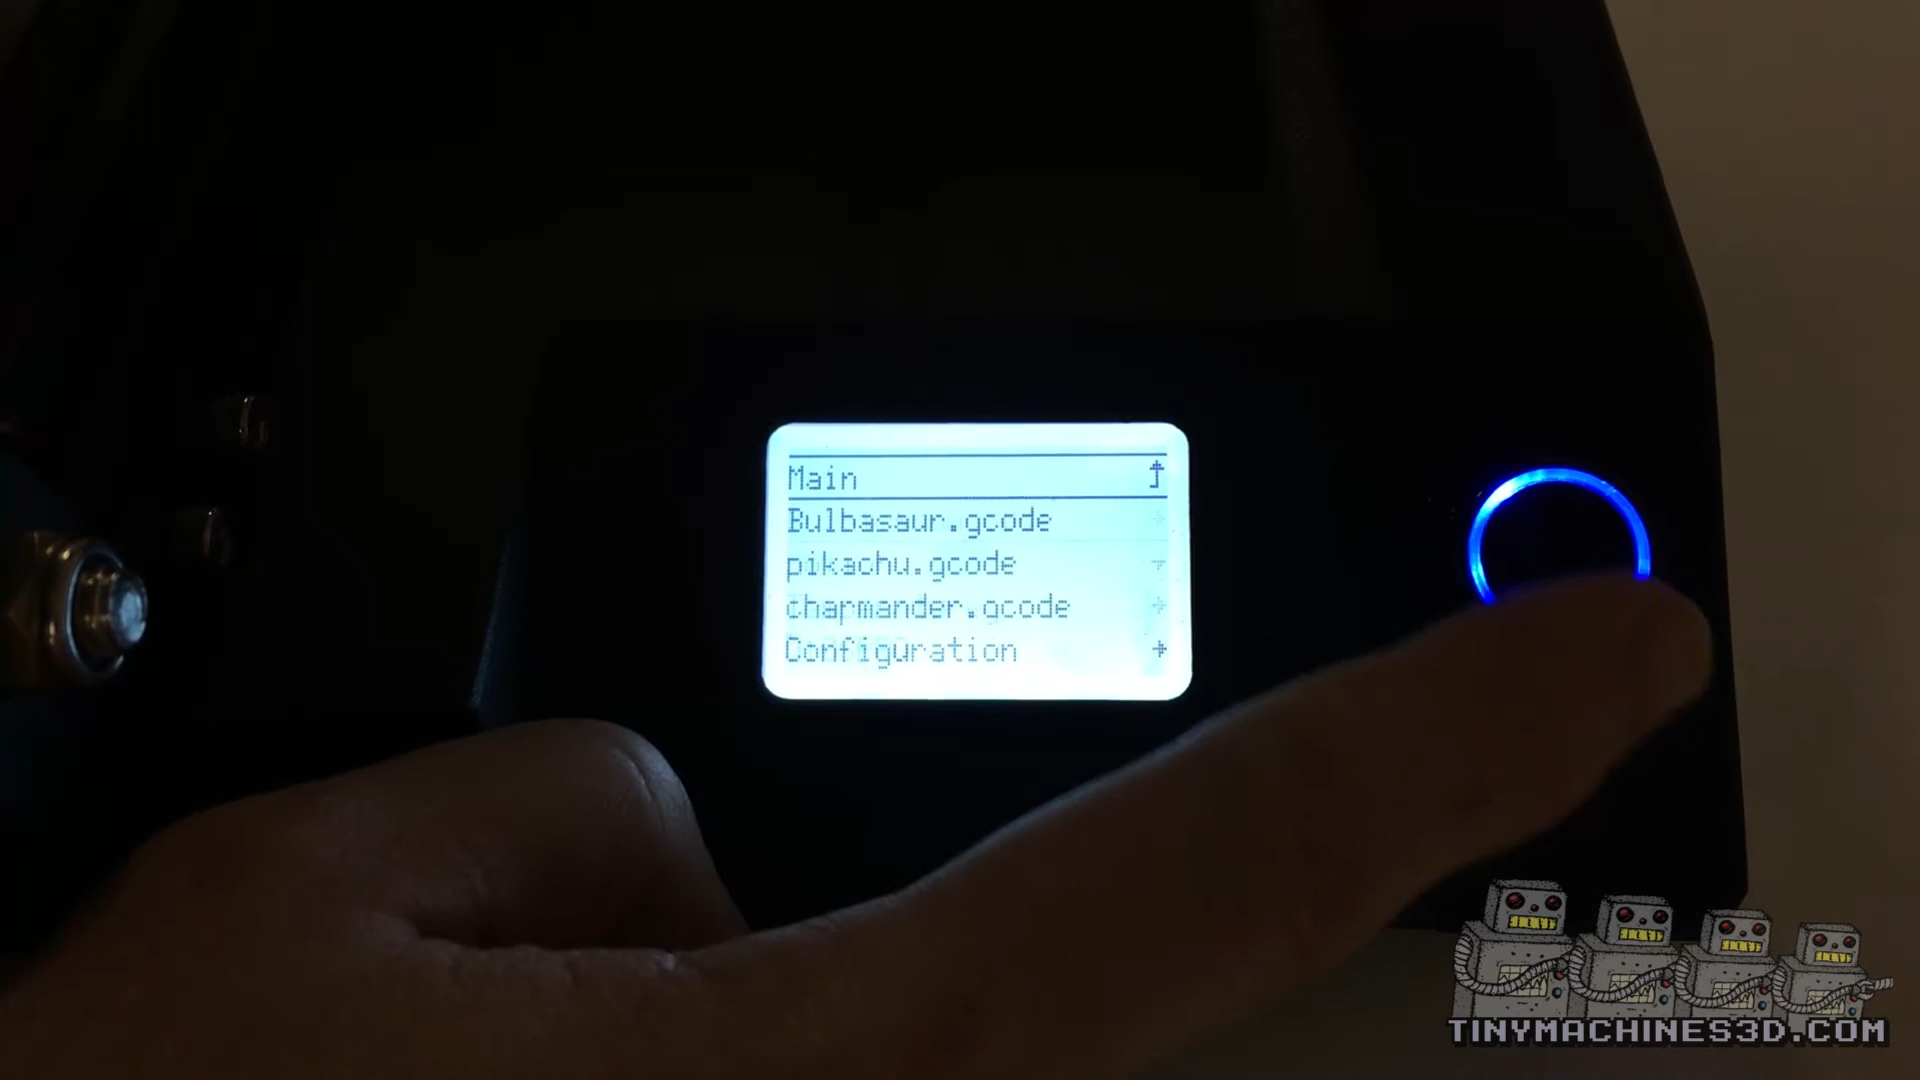 Main
Bulbasaur.gcode
pikachu.gcode
charmander.gcode
Configuration
TINYMACHINES3D.COM